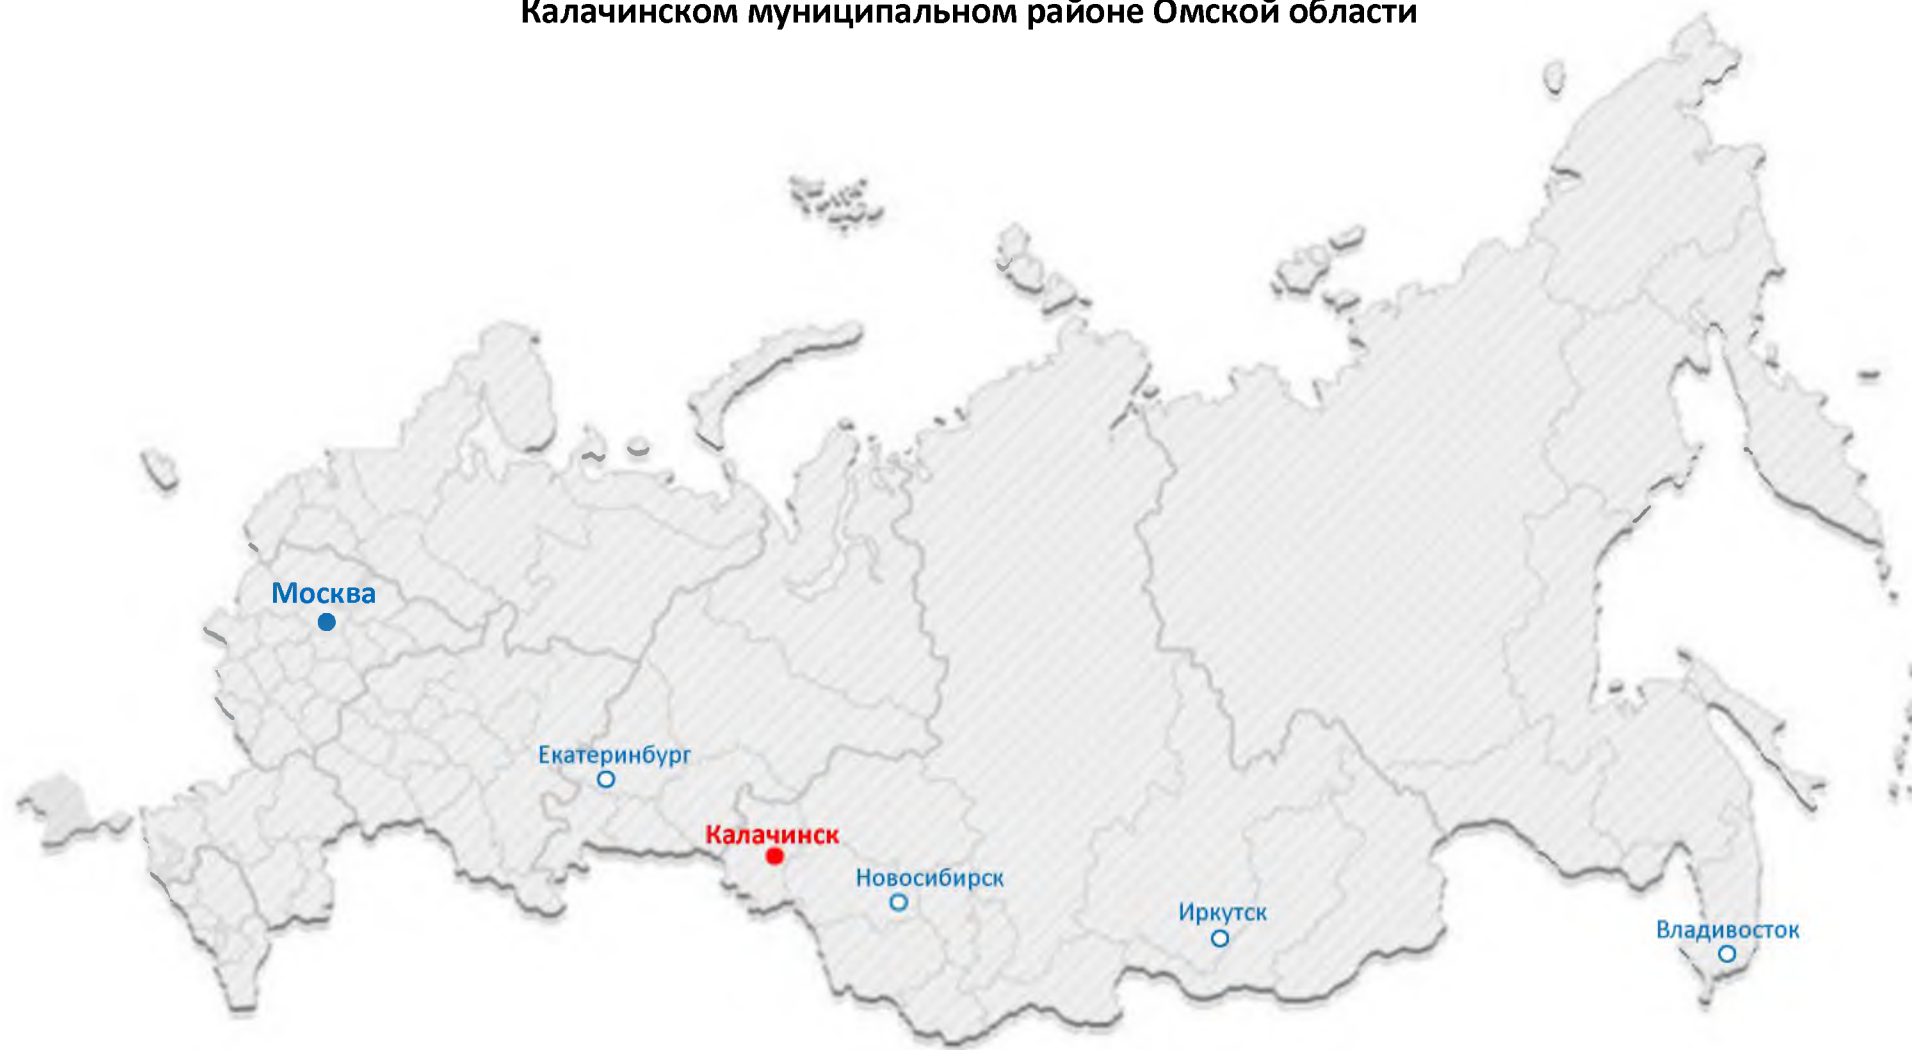 Калачинском муниципальном районе Омской области
Москва
Екатеринбург
Калачинск
Новосибирск
Иркутск
Владивосток